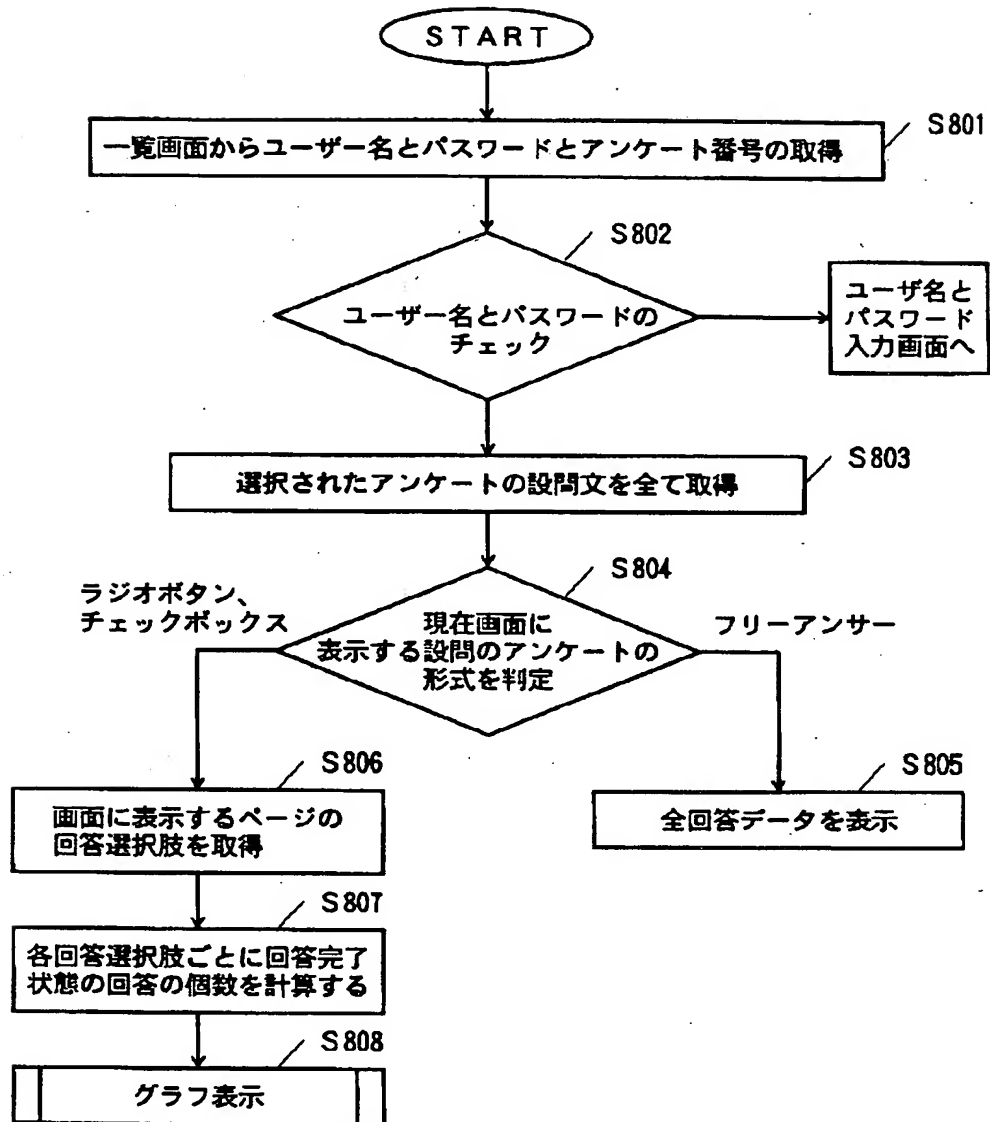 START
S801
一覧画面からユーザー名とパスワードとアンケート番号の取得
S802
ユーザー名とパスワードの
チェック
ユーザ名と
パスワード
入力画面へ
S803
選択されたアンケートの設問文を全て取得
S804
ラジオボタン、
チェックボックス
現在画面に
表示する設問のアンケートの
形式を判定
フリーアンサー
S806
画面に表示するページの
回答選択肢を取得
S805
全回答データを表示
S807
各回答選択肢ごとに回答完了
状態の回答の個数を計算する
S808
グラフ表示